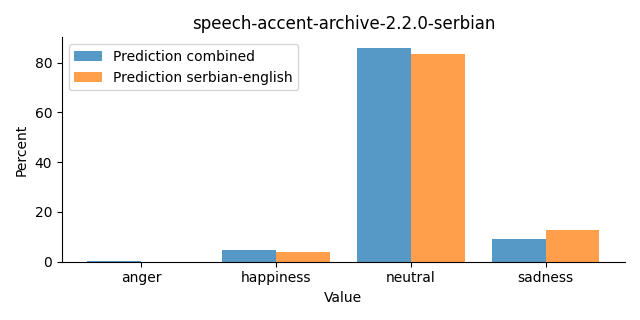 speech-accent-archive-2.2.0-serbian
Prediction combined
Prediction serbian-english
Percent
80
60
40
20
0
anger happiness neutral sadness
Value